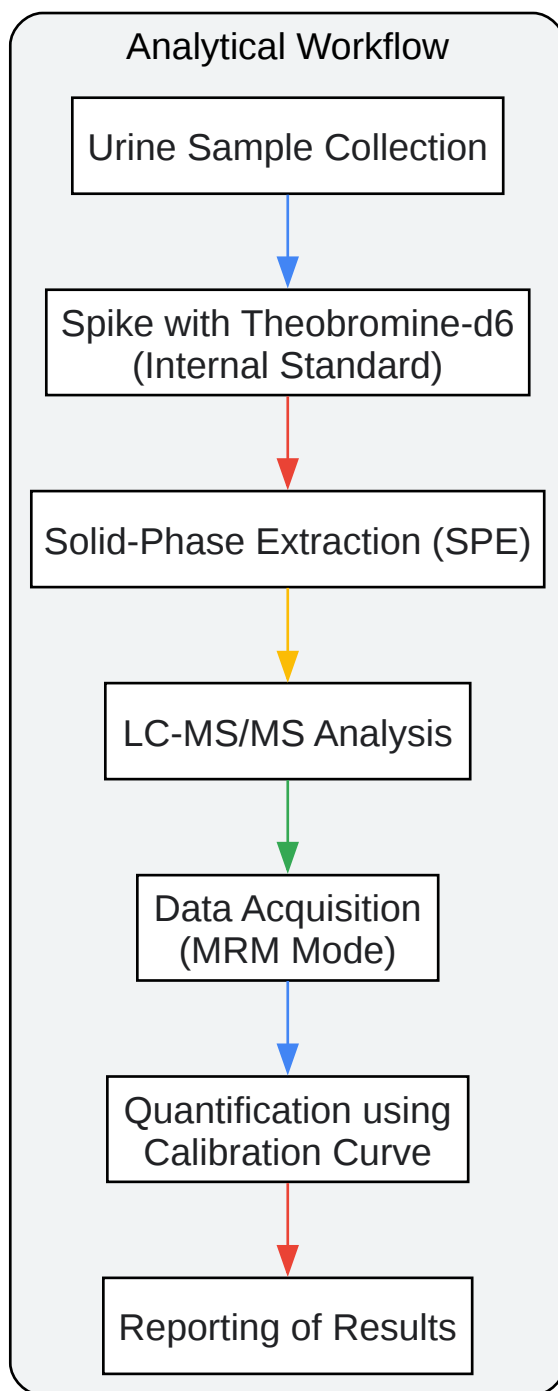 Analytical Workflow
Urine Sample Collection
Spike with Theobromine-d6
(Internal Standard)
Solid-Phase Extraction (SPE)
LC-MS/MS Analysis
Data Acquisition
(MRM Mode)
Quantification using
Calibration Curve
Reporting of Results